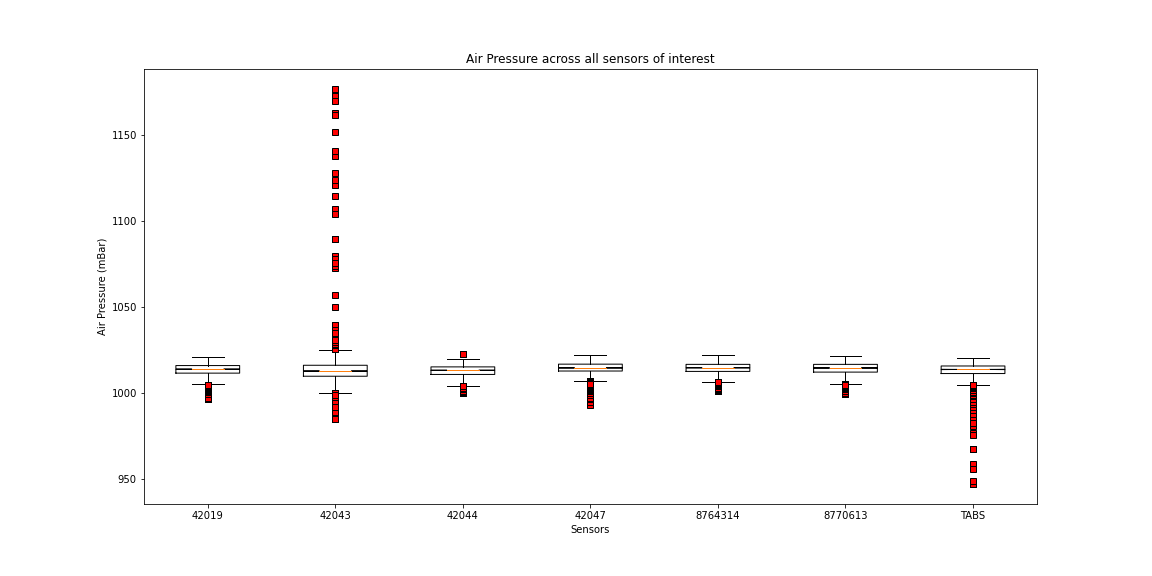 Air Pressure across all sensors of interest
1150
1100
1050
1000
950
Air Pressure (mBar)
42019 42043 42044 42047 8764314 8770613 TABS
Sensors